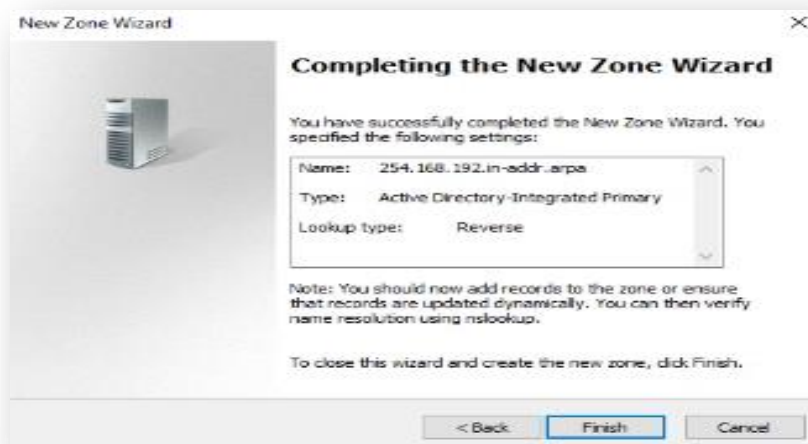 New Zone Wizard
Completing the New Zone Wizard
You have successfully completed the New Zone Wizard. You
specified the following settings:
Name: 254.168.192.in-addr.arpa
Type: Active Directory-Integrated Primary
Lookup type: Reverse
Note: You should now add records to the zone or ensure
that records are updated dynamically. You can then verify
name resolution using nslookup.
To close this wizard and create the new zone, click Finish.
< Back Finish Cancel